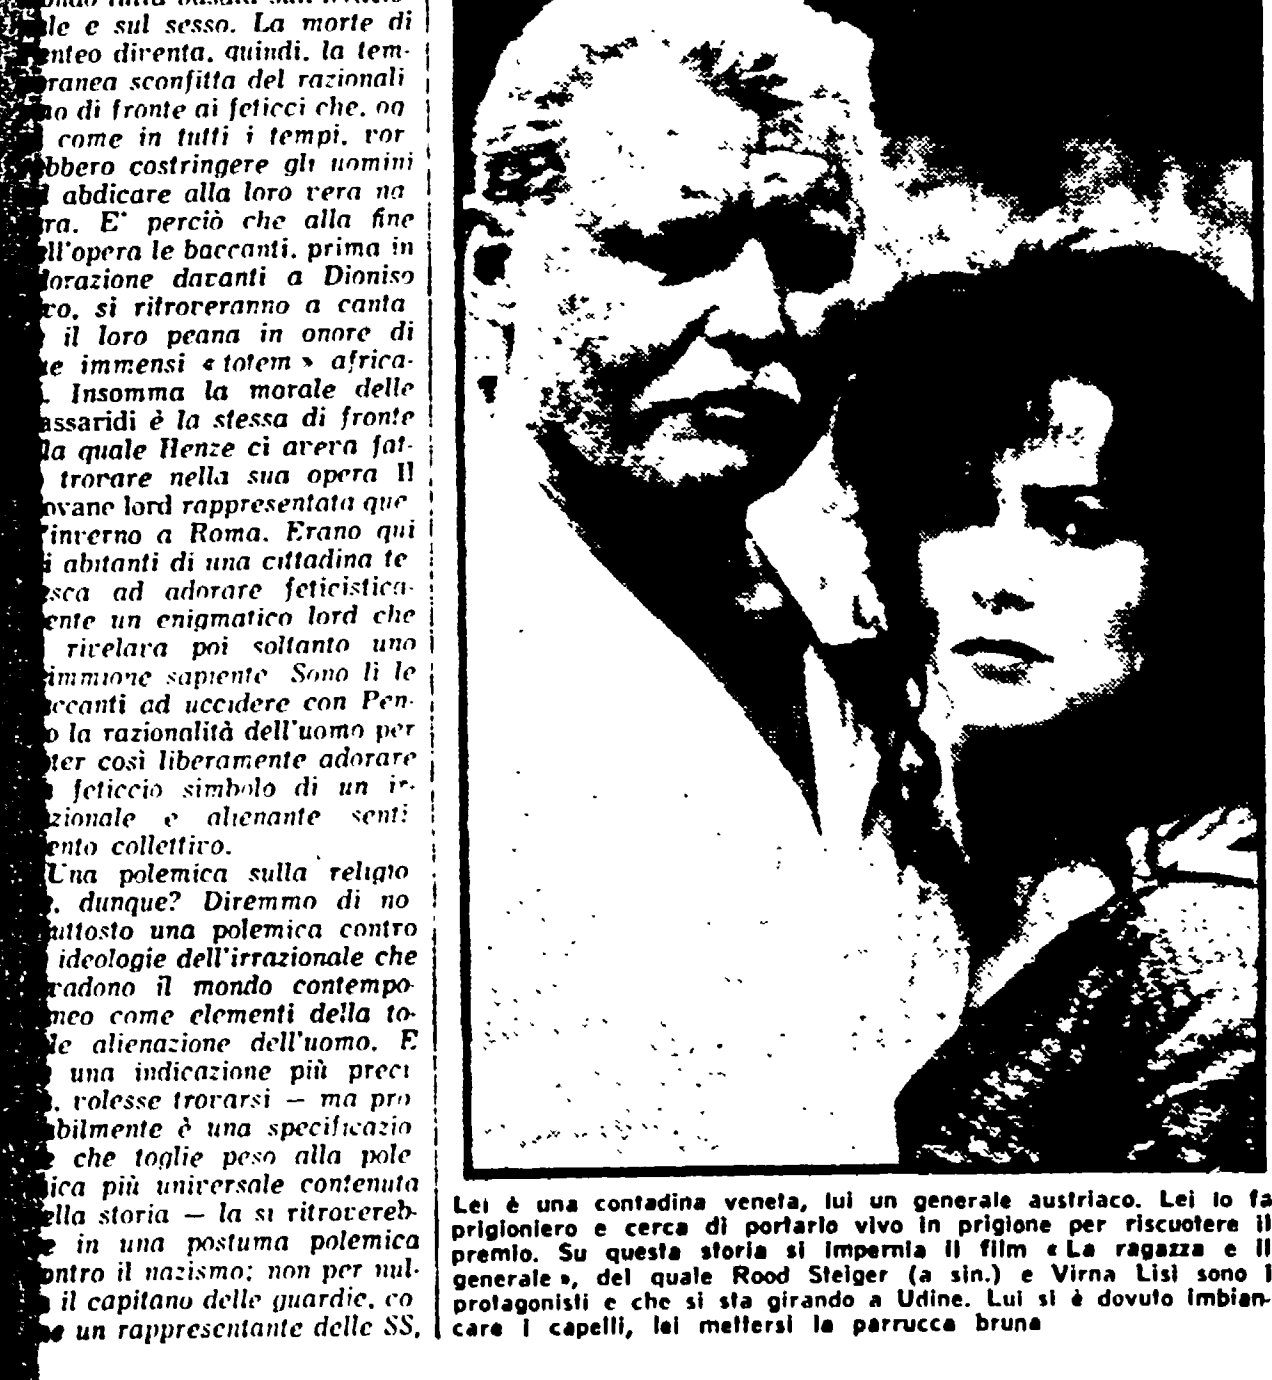 le e sul sesso. La morte di
enteo diventa, quindi, la tem-
ranea sconfitta del razionali
no di fronte ai feticci che, og
come in tutti i tempi, vor
bbero costringere gli uomini
abdicare alla loro vera na
ra. E' perciò che alla fine
ll'opera le baccanti, prima in
orazione davanti a Dioniso
vo, si ritroveranno a canta
il loro peana in onore di
e immensi « totem » africa-
. Insomma la morale delle
assaridi è la stessa di fronte
la quale Henze ci aveva fat-
trovare nella sua opera Il
ovane lord rappresentata que
'inverno a Roma. Erano qui
i abitanti di una cittadina te
sca ad adorare feticistica-
ente un enigmatico lord che
rivelava poi soltanto uno
immione sapiente Sono lì le
ccanti ad uccidere con Pen-
o la razionalità dell'uomo per
ter così liberamente adorare
feticcio simbolo di un ir-
zionale e alienante senti
ento collettivo.
Una polemica sulla religio
, dunque? Diremmo di no
uttosto una polemica contro
ideologie dell'irrazionale che
vadono il mondo contempo-
neo come elementi della to-
le alienazione dell'uomo. E
una indicazione più preci
, volesse trovarsi — ma pro
abilmente è una specificazio
che toglie peso alla pole
ica più universale contenuta
ella storia — la si ritrovereb-
e in una postuma polemica
ontro il nazismo; non per nul-
il capitano delle guardie, co
un rappresentante delle SS,
Lei è una contadina veneta, lui un generale austriaco. Lei lo fa
prigioniero e cerca di portarlo vivo in prigione per riscuotere il
premio. Su questa storia si impernia il film « La ragazza e il
generale », del quale Rood Steiger (a sin.) e Virna Lisi sono i
protagonisti e che si sta girando a Udine. Lui si è dovuto imbian-
care i capelli, lei mettersi la parrucca bruna